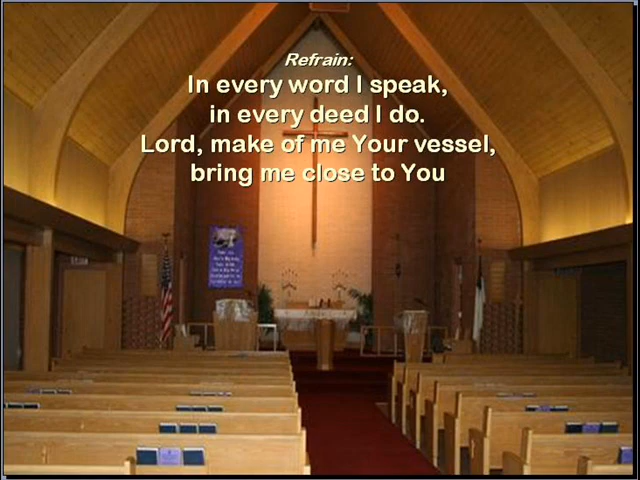 Refrain:
In every word I speak,
in every deed I do.
Lord, make of me Your vessel,
bring me close to You